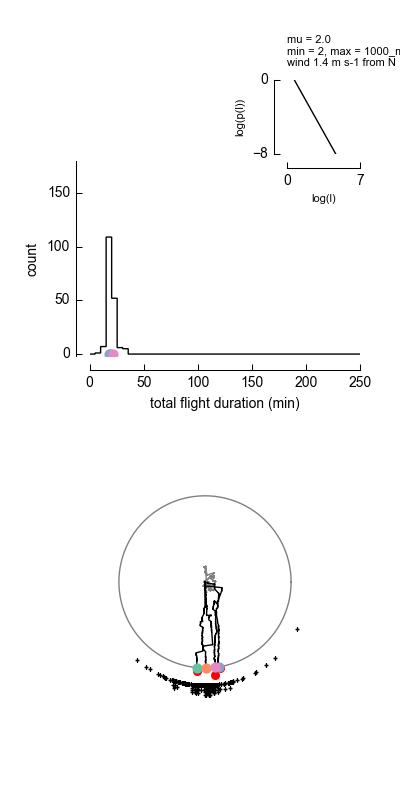 mu = 2.0
min = 2, max = 1000_m
wind 1.4 m s-1 from N
0
−8
log(p(l))
0 7
log(l)
150
100
50
0
count
0 50 100 150 200 250
total flight duration (min)